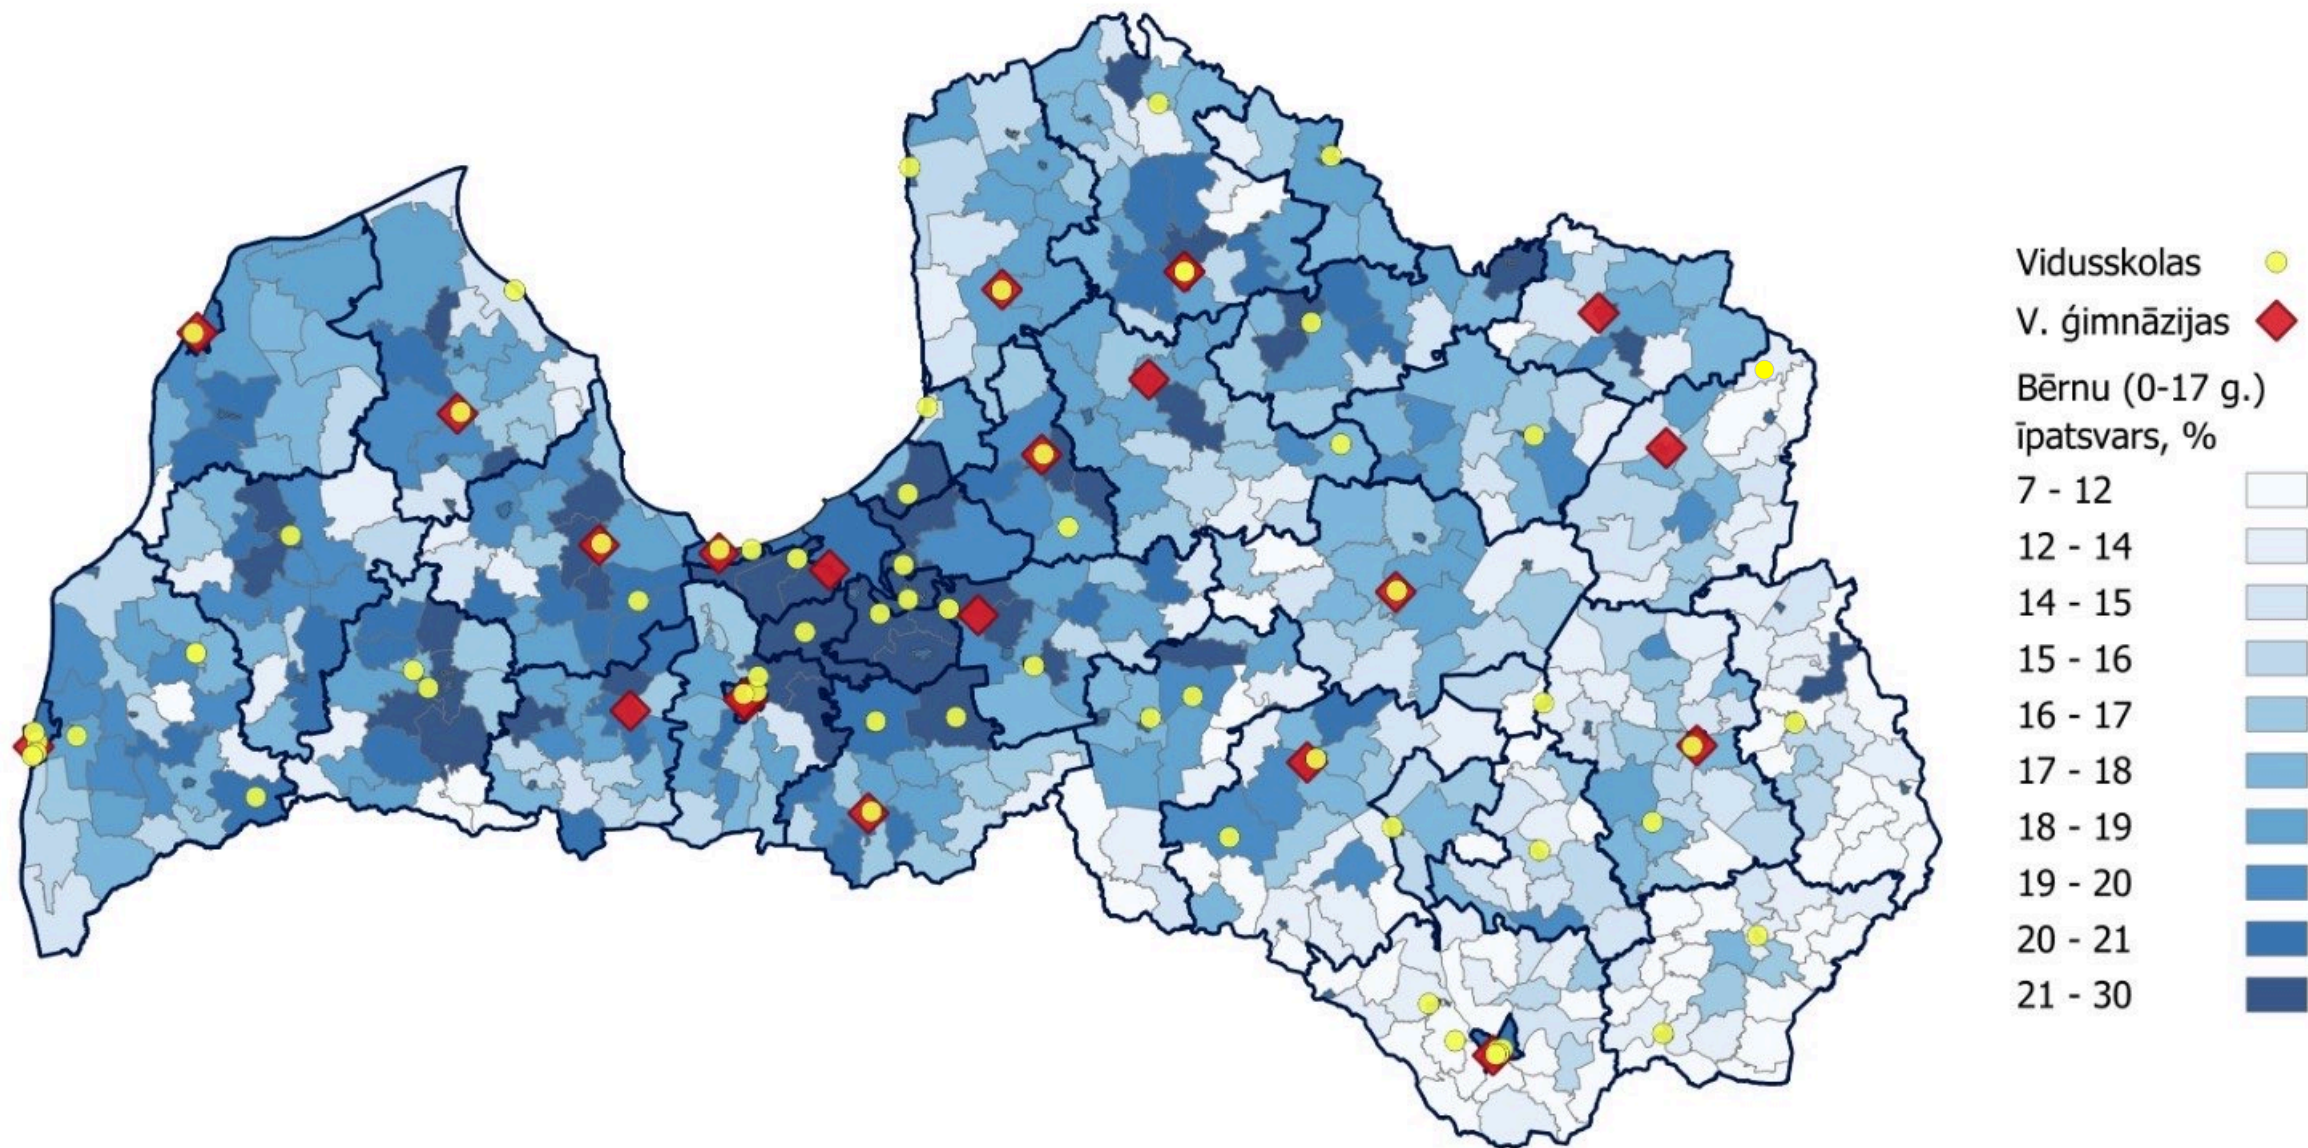 Vidusskolas
V. ģimnāzijas
Bērnu (0-17 g.)
īpatsvars, %
7 - 12
12 - 14
14 - 15
15 - 16
16 - 17
17 - 18
18 - 19
19 - 20
20 - 21
21 - 30